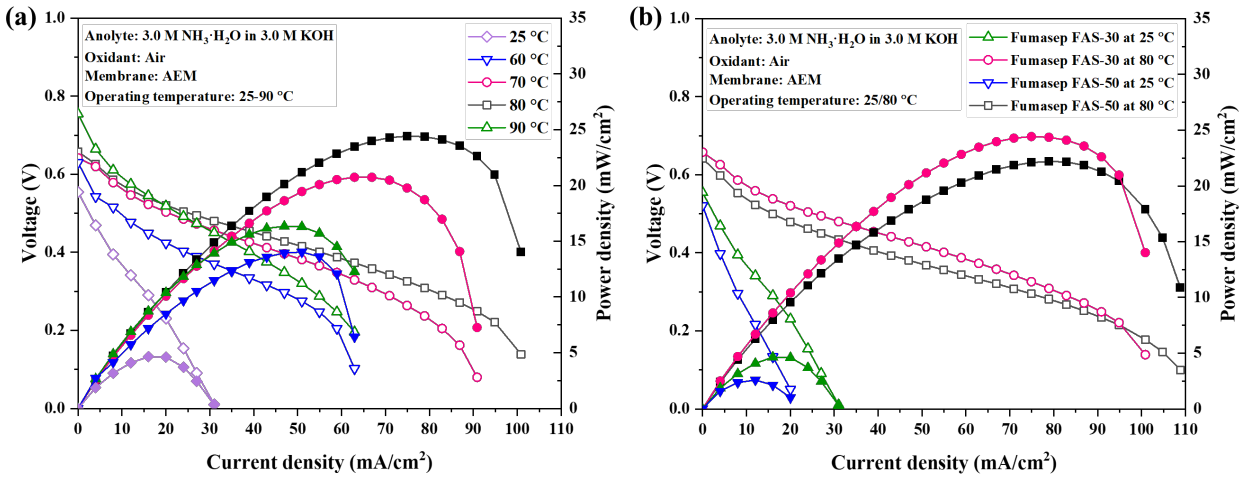 (a)
Anolyte: 3.0 M NH₃·H₂O in 3.0 M KOH
Oxidant: Air
Membrane: AEM
Operating temperature: 25-90 °C
25 °C
60 °C
70 °C
80 °C
90 °C
Voltage (V)
1.0
0.8
0.6
0.4
0.2
0.0
35
30
25
20
15
10
5
0
Power density (mW/cm²)
0 10 20 30 40 50 60 70 80 90 100 110
Current density (mA/cm²)
(b)
Anolyte: 3.0 M NH₃·H₂O in 3.0 M KOH
Oxidant: Air
Membrane: AEM
Operating temperature: 25/80 °C
Fumasep FAS-30 at 25 °C
Fumasep FAS-30 at 80 °C
Fumasep FAS-50 at 25 °C
Fumasep FAS-50 at 80 °C
Voltage (V)
1.0
0.8
0.6
0.4
0.2
0.0
35
30
25
20
15
10
5
0
Power density (mW/cm²)
0 10 20 30 40 50 60 70 80 90 100 110
Current density (mA/cm²)